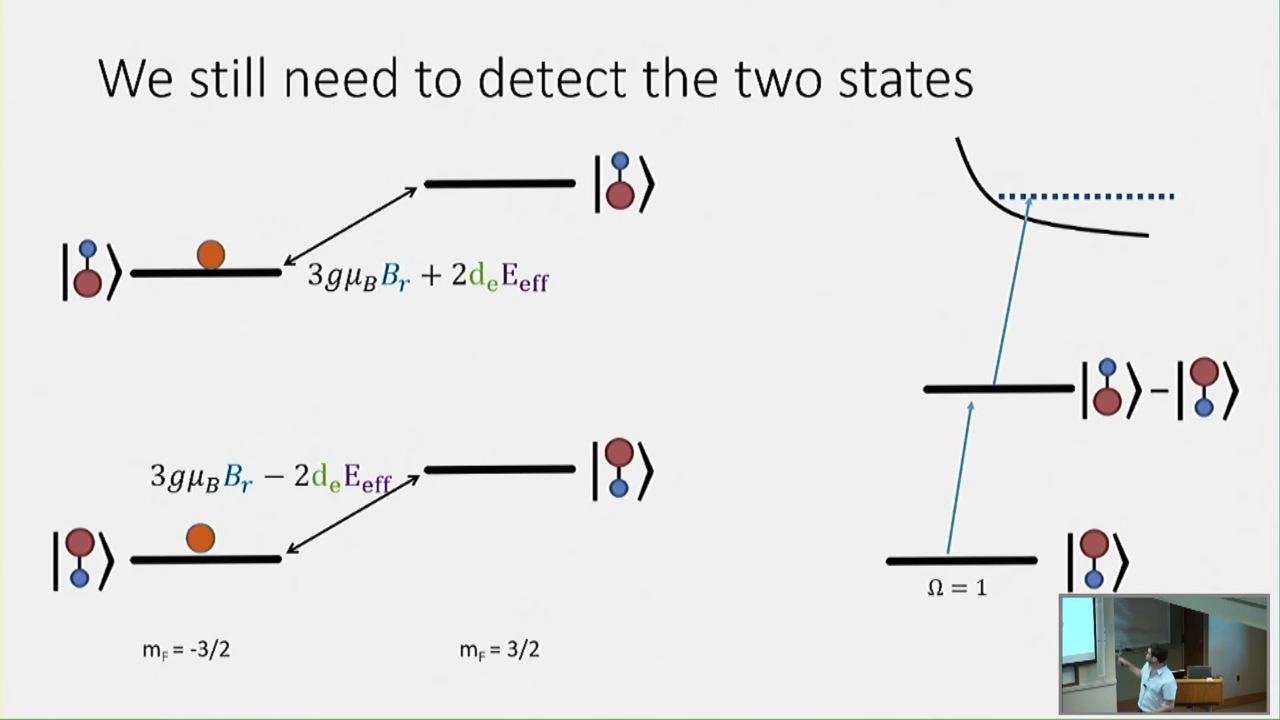 We still need to detect the two states
3gμ_B B_r + 2d_e E_eff
3gμ_B B_r − 2d_e E_eff
−
Ω = 1
m_F = -3/2
m_F = 3/2